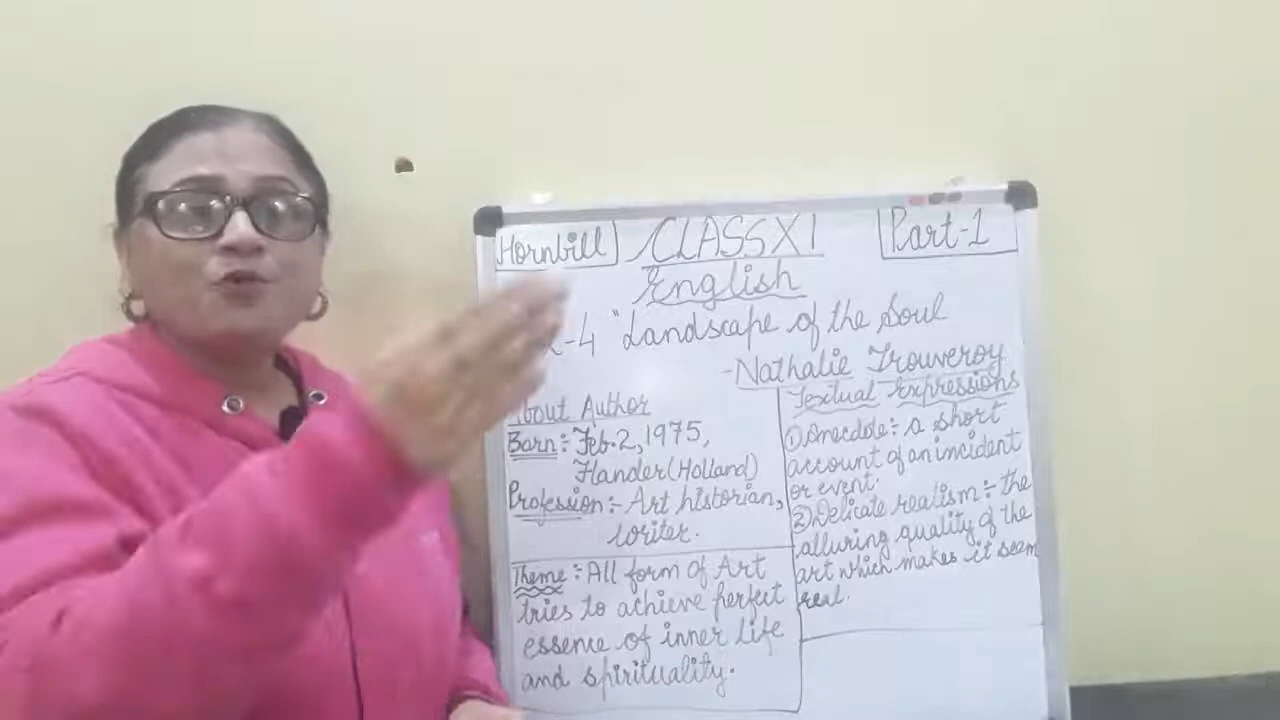 Hornbill
CLASS XI
Part-1
English
-4 "Landscape of the Soul
-Nathalie Trouveroy
About Author
Barn:- Feb. 2, 1975,
Flander (Holland)
Profession:- Art historian,
writer.
Theme:- All form of Art
tries to achieve perfect
essence of inner life
and spirituality.
Textual Expressions
① Anecdote:- a short
account of an incident
or event.
② Delicate realism:- the
alluring quality of the
art which makes it seem
real.